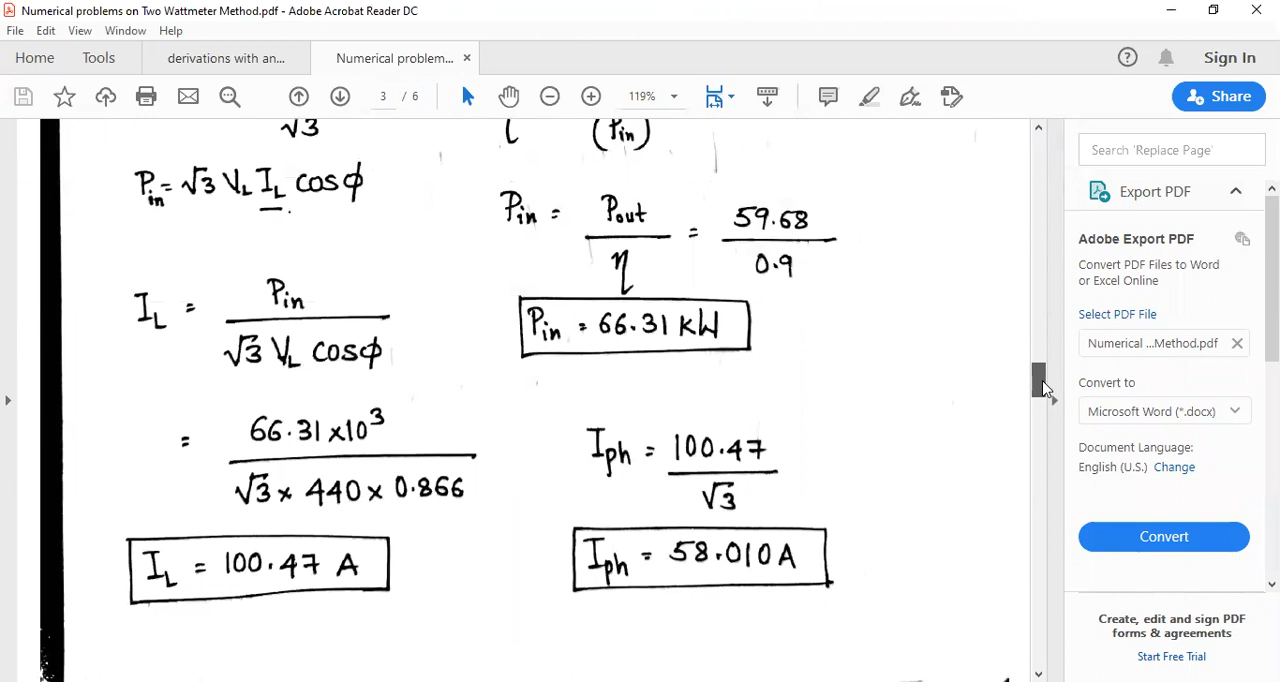 Numerical problems on Two Wattmeter Method.pdf - Adobe Acrobat Reader DC
File Edit View Window Help
Home Tools derivations with an... Numerical problem... × Sign In
3 / 6 119% Share
√3 (Pin)
Pin = √3 VL IL cosϕ
Pin = Pout / η = 59.68 / 0.9
Pin = 66.31 kW
IL = Pin / √3 VL cosϕ
= 66.31 ×10³ / √3 × 440 × 0.866
IL = 100.47 A
Iph = 100.47 / √3
Iph = 58.010 A
Search 'Replace Page'
Export PDF
Adobe Export PDF
Convert PDF Files to Word
or Excel Online
Select PDF File
Numerical ...Method.pdf ×
Convert to
Microsoft Word (*.docx)
Document Language:
English (U.S.) Change
Convert
Create, edit and sign PDF
forms & agreements
Start Free Trial